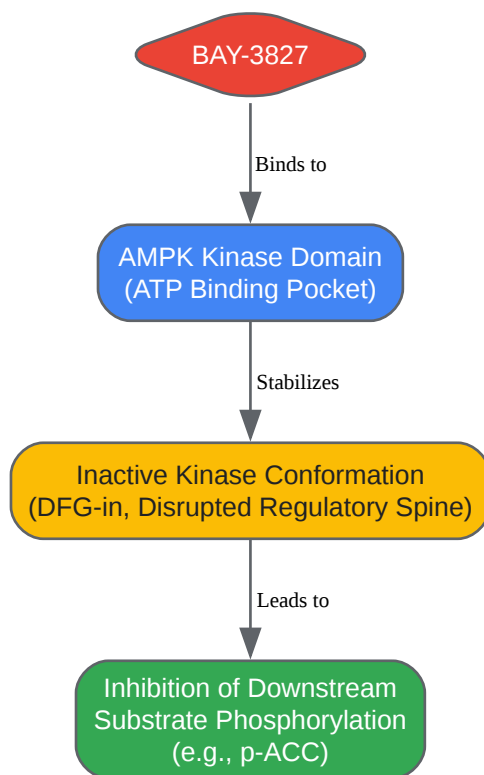 BAY-3827
Binds to
AMPK Kinase Domain
(ATP Binding Pocket)
Stabilizes
Inactive Kinase Conformation
(DFG-in, Disrupted Regulatory Spine)
Leads to
Inhibition of Downstream
Substrate Phosphorylation
(e.g., p-ACC)